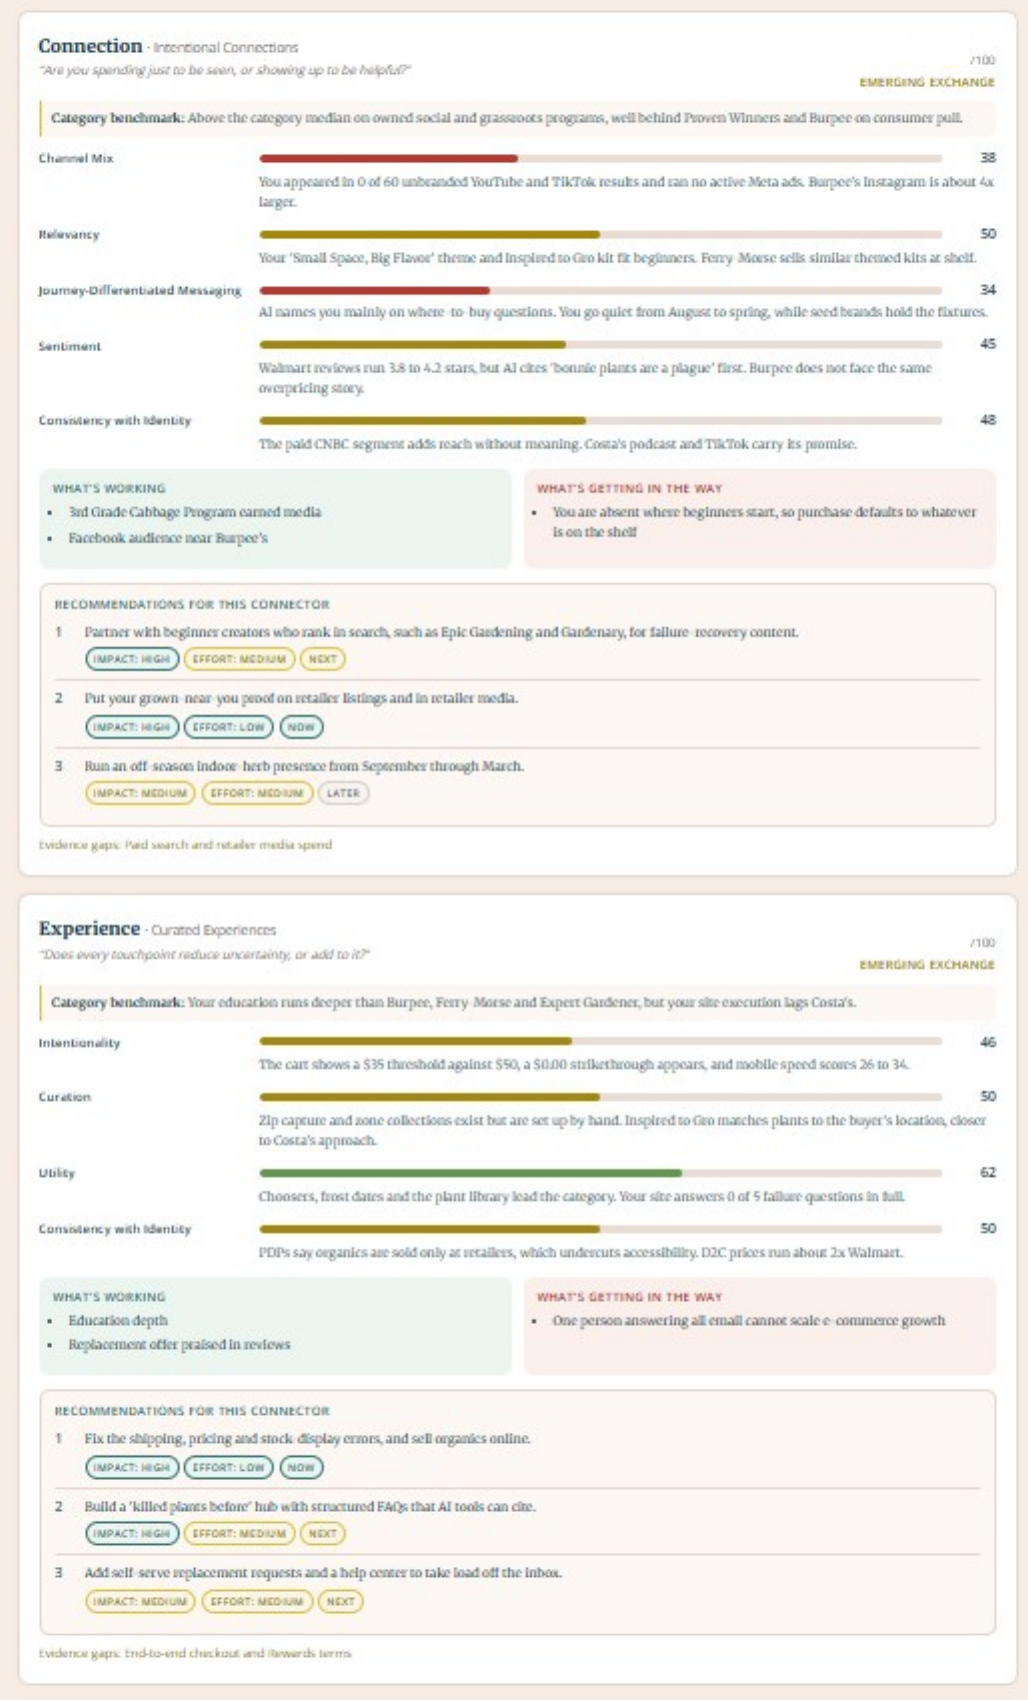 Connection · Intentional Connections
"Are you spending just to be seen, or showing up to be helpful?"
/100
EMERGING EXCHANGE
Category benchmark: Above the category median on owned social and grassroots programs, well behind Proven Winners and Burpee on consumer pull.
Channel Mix
38
You appeared in 0 of 60 unbranded YouTube and TikTok results and ran no active Meta ads. Burpee's Instagram is about 4x
larger.
Relevancy
50
Your 'Small Space, Big Flavor' theme and Inspired to Gro kit fit beginners. Ferry-Morse sells similar themed kits at shelf.
Journey-Differentiated Messaging
34
AI names you mainly on where-to-buy questions. You go quiet from August to spring, while seed brands hold the fixtures.
Sentiment
45
Walmart reviews run 3.8 to 4.2 stars, but AI cites 'bonnie plants are a plague' first. Burpee does not face the same
overpricing story.
Consistency with Identity
48
The paid CNBC segment adds reach without meaning. Costa's podcast and TikTok carry its promise.
WHAT'S WORKING
• 3rd Grade Cabbage Program earned media
• Facebook audience near Burpee's
WHAT'S GETTING IN THE WAY
• You are absent where beginners start, so purchase defaults to whatever
is on the shelf
RECOMMENDATIONS FOR THIS CONNECTOR
1 Partner with beginner creators who rank in search, such as Epic Gardening and Gardenary, for failure-recovery content.
IMPACT: HIGH EFFORT: MEDIUM NEXT
2 Put your grown-near-you proof on retailer listings and in retailer media.
IMPACT: HIGH EFFORT: LOW NOW
3 Run an off-season indoor-herb presence from September through March.
IMPACT: MEDIUM EFFORT: MEDIUM LATER
Evidence gaps: Paid search and retailer media spend
Experience · Curated Experiences
"Does every touchpoint reduce uncertainty, or add to it?"
/100
EMERGING EXCHANGE
Category benchmark: Your education runs deeper than Burpee, Ferry-Morse and Expert Gardener, but your site execution lags Costa's.
Intentionality
46
The cart shows a $35 threshold against $50, a $0.00 strikethrough appears, and mobile speed scores 26 to 34.
Curation
50
Zip capture and zone collections exist but are set up by hand. Inspired to Gro matches plants to the buyer's location, closer
to Costa's approach.
Utility
62
Choosers, frost dates and the plant library lead the category. Your site answers 0 of 5 failure questions in full.
Consistency with Identity
50
PDPs say organics are sold only at retailers, which undercuts accessibility. D2C prices run about 2x Walmart.
WHAT'S WORKING
• Education depth
• Replacement offer praised in reviews
WHAT'S GETTING IN THE WAY
• One person answering all email cannot scale e-commerce growth
RECOMMENDATIONS FOR THIS CONNECTOR
1 Fix the shipping, pricing and stock-display errors, and sell organics online.
IMPACT: HIGH EFFORT: LOW NOW
2 Build a 'killed plants before' hub with structured FAQs that AI tools can cite.
IMPACT: HIGH EFFORT: MEDIUM NEXT
3 Add self-serve replacement requests and a help center to take load off the inbox.
IMPACT: MEDIUM EFFORT: MEDIUM NEXT
Evidence gaps: End-to-end checkout and Rewards terms